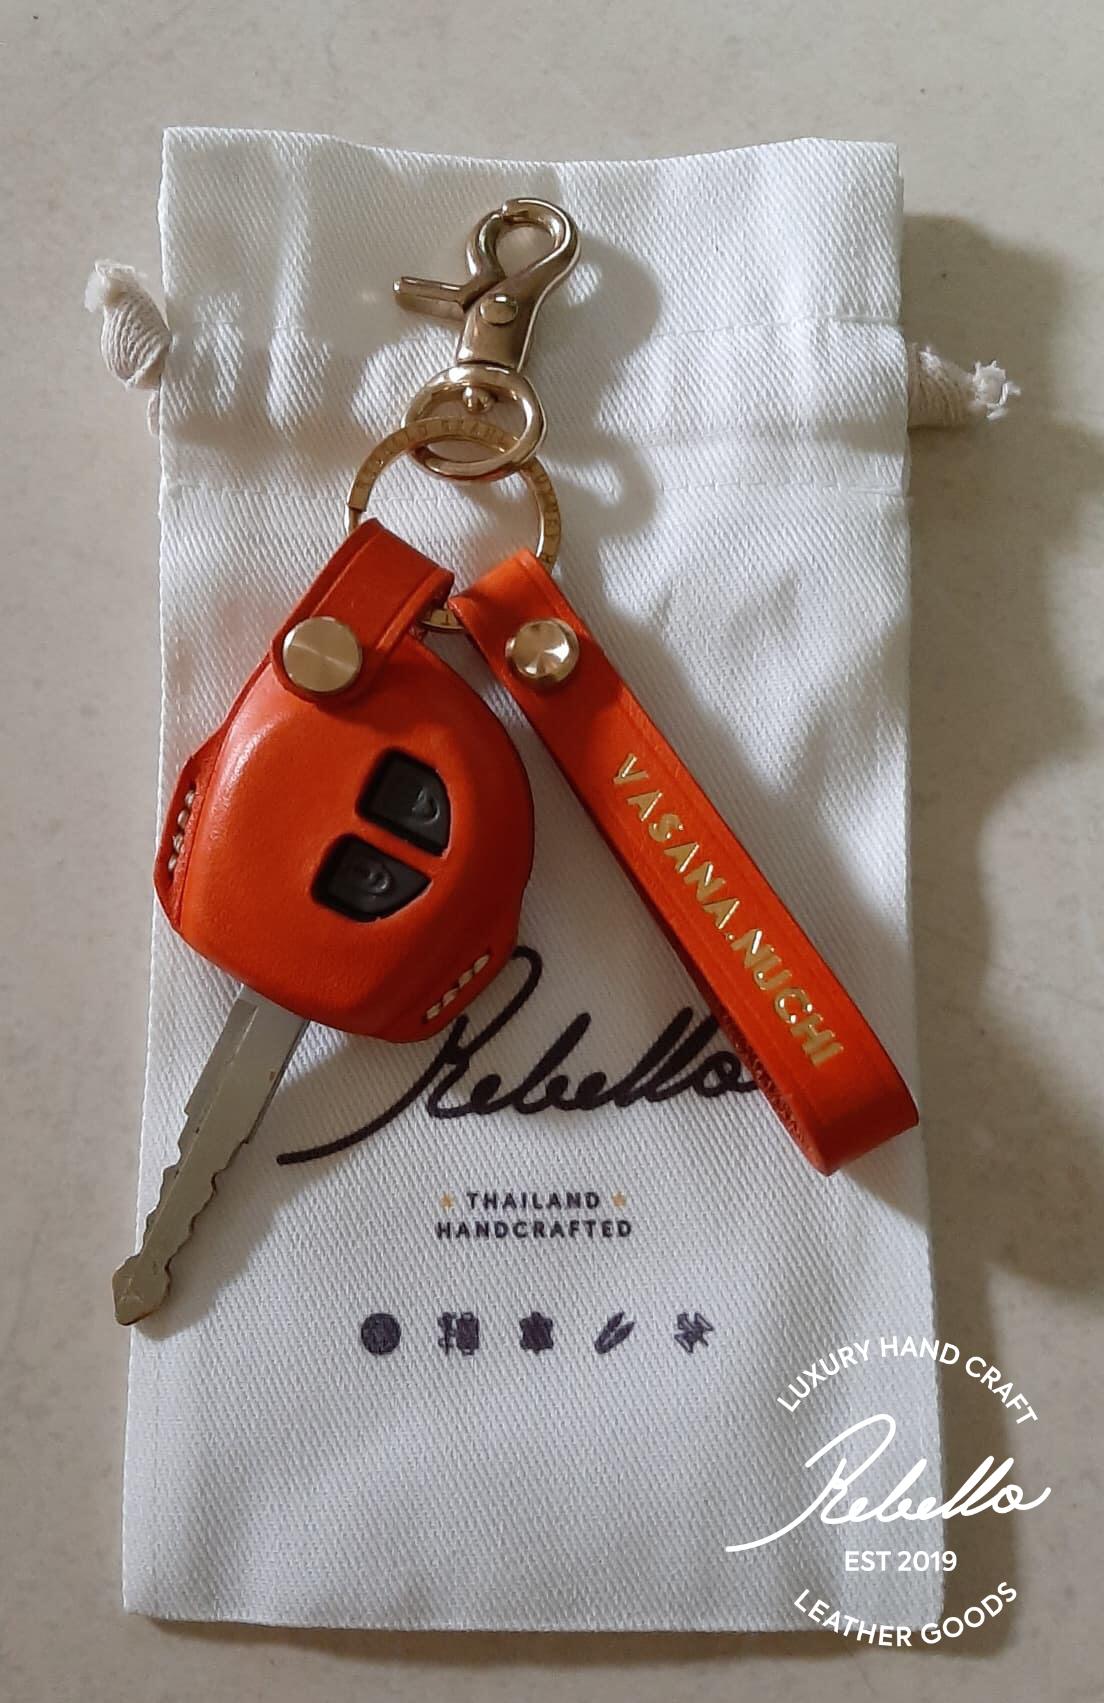 VASANA.NUCHI
Rebello
THAILAND
HANDCRAFTED
LUXURY HAND CRAFT
Rebello
EST 2019
LEATHER GOODS